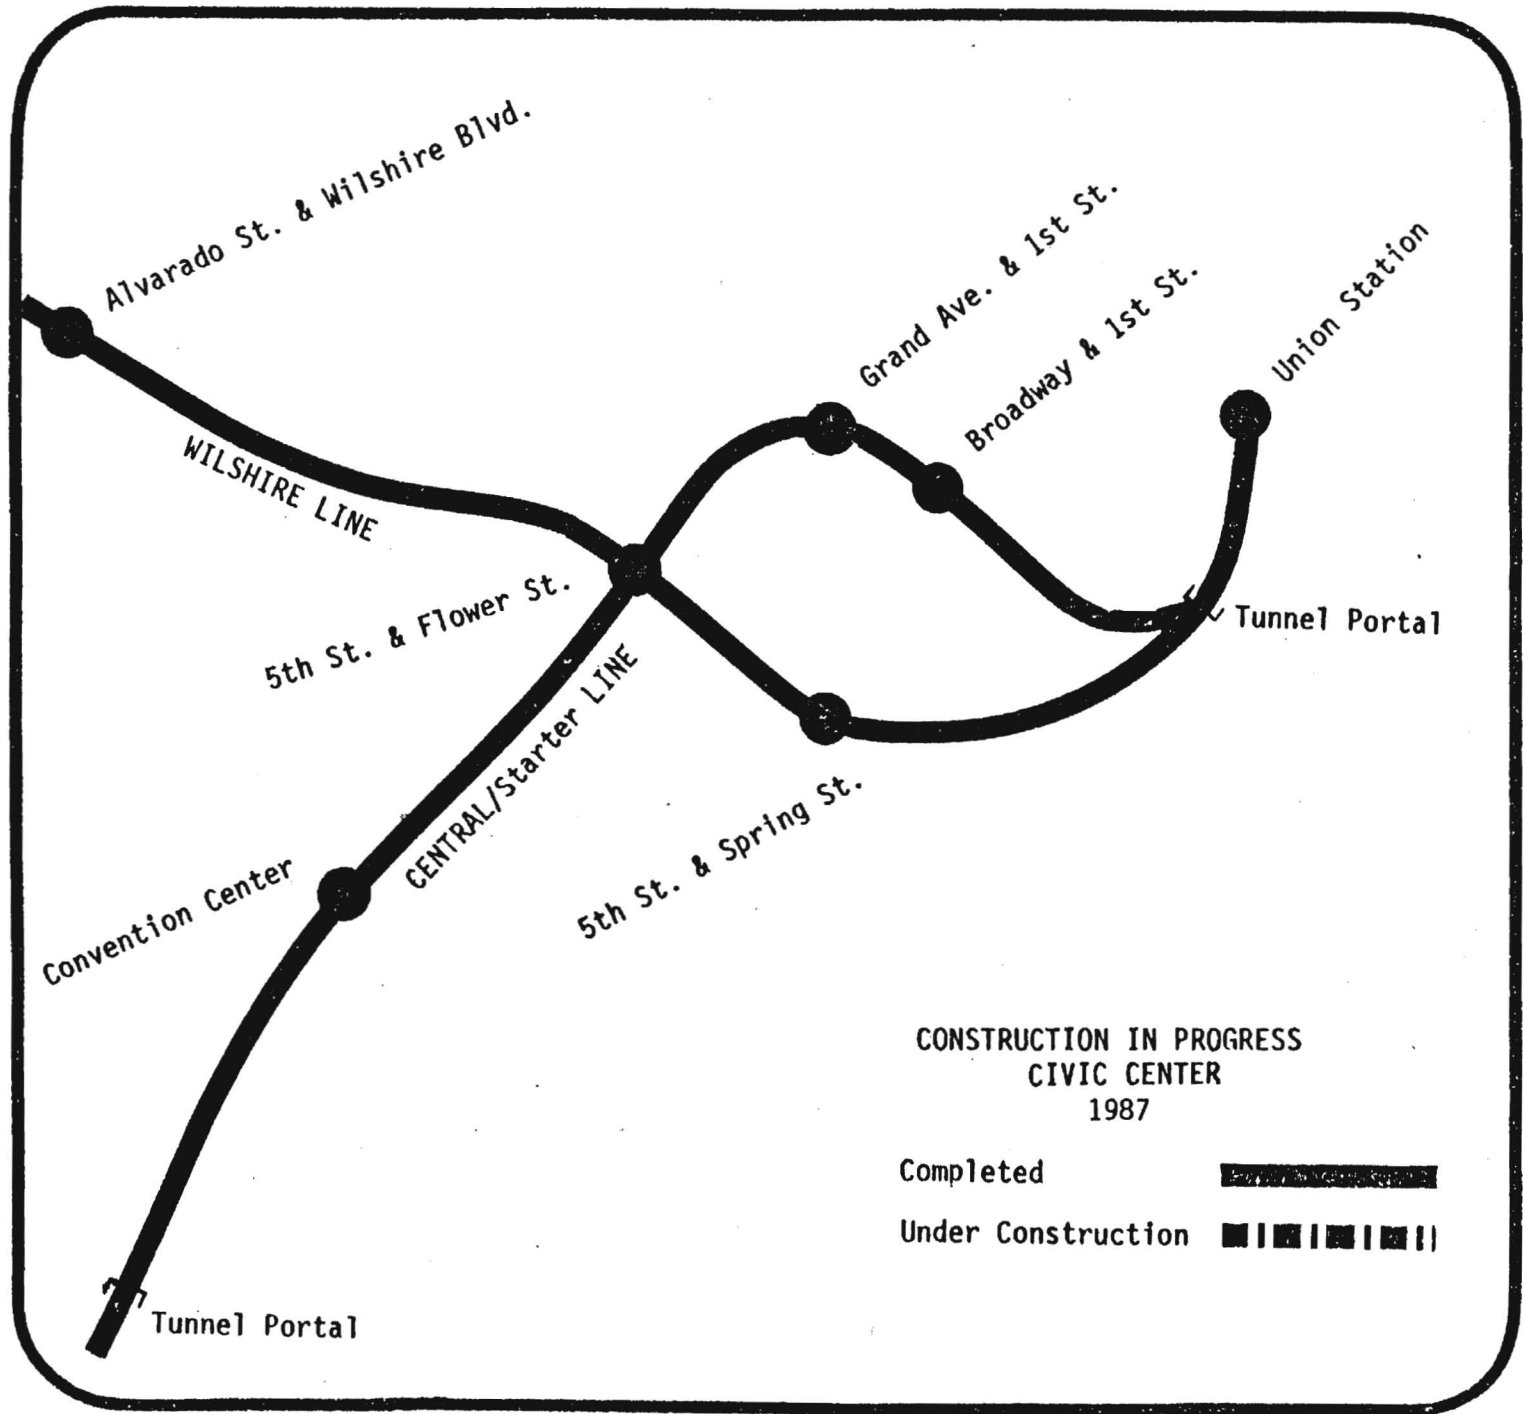 Alvarado St. & Wilshire Blvd.
Grand Ave. & 1st St.
Broadway & 1st St.
Union Station
WILSHIRE LINE
5th St. & Flower St.
Tunnel Portal
CENTRAL/Starter LINE
5th St. & Spring St.
Convention Center
CONSTRUCTION IN PROGRESS
CIVIC CENTER
1987
Completed
Under Construction
Tunnel Portal